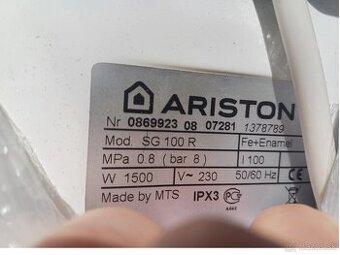 ARISTON
Nr 0869923 08 07281 1378789
Mod. SG 100 R Fe+Enamel
MPa 0.8 (bar 8) l 100
W 1500 V~ 230 50/60 Hz CE
Made by MTS IPX3